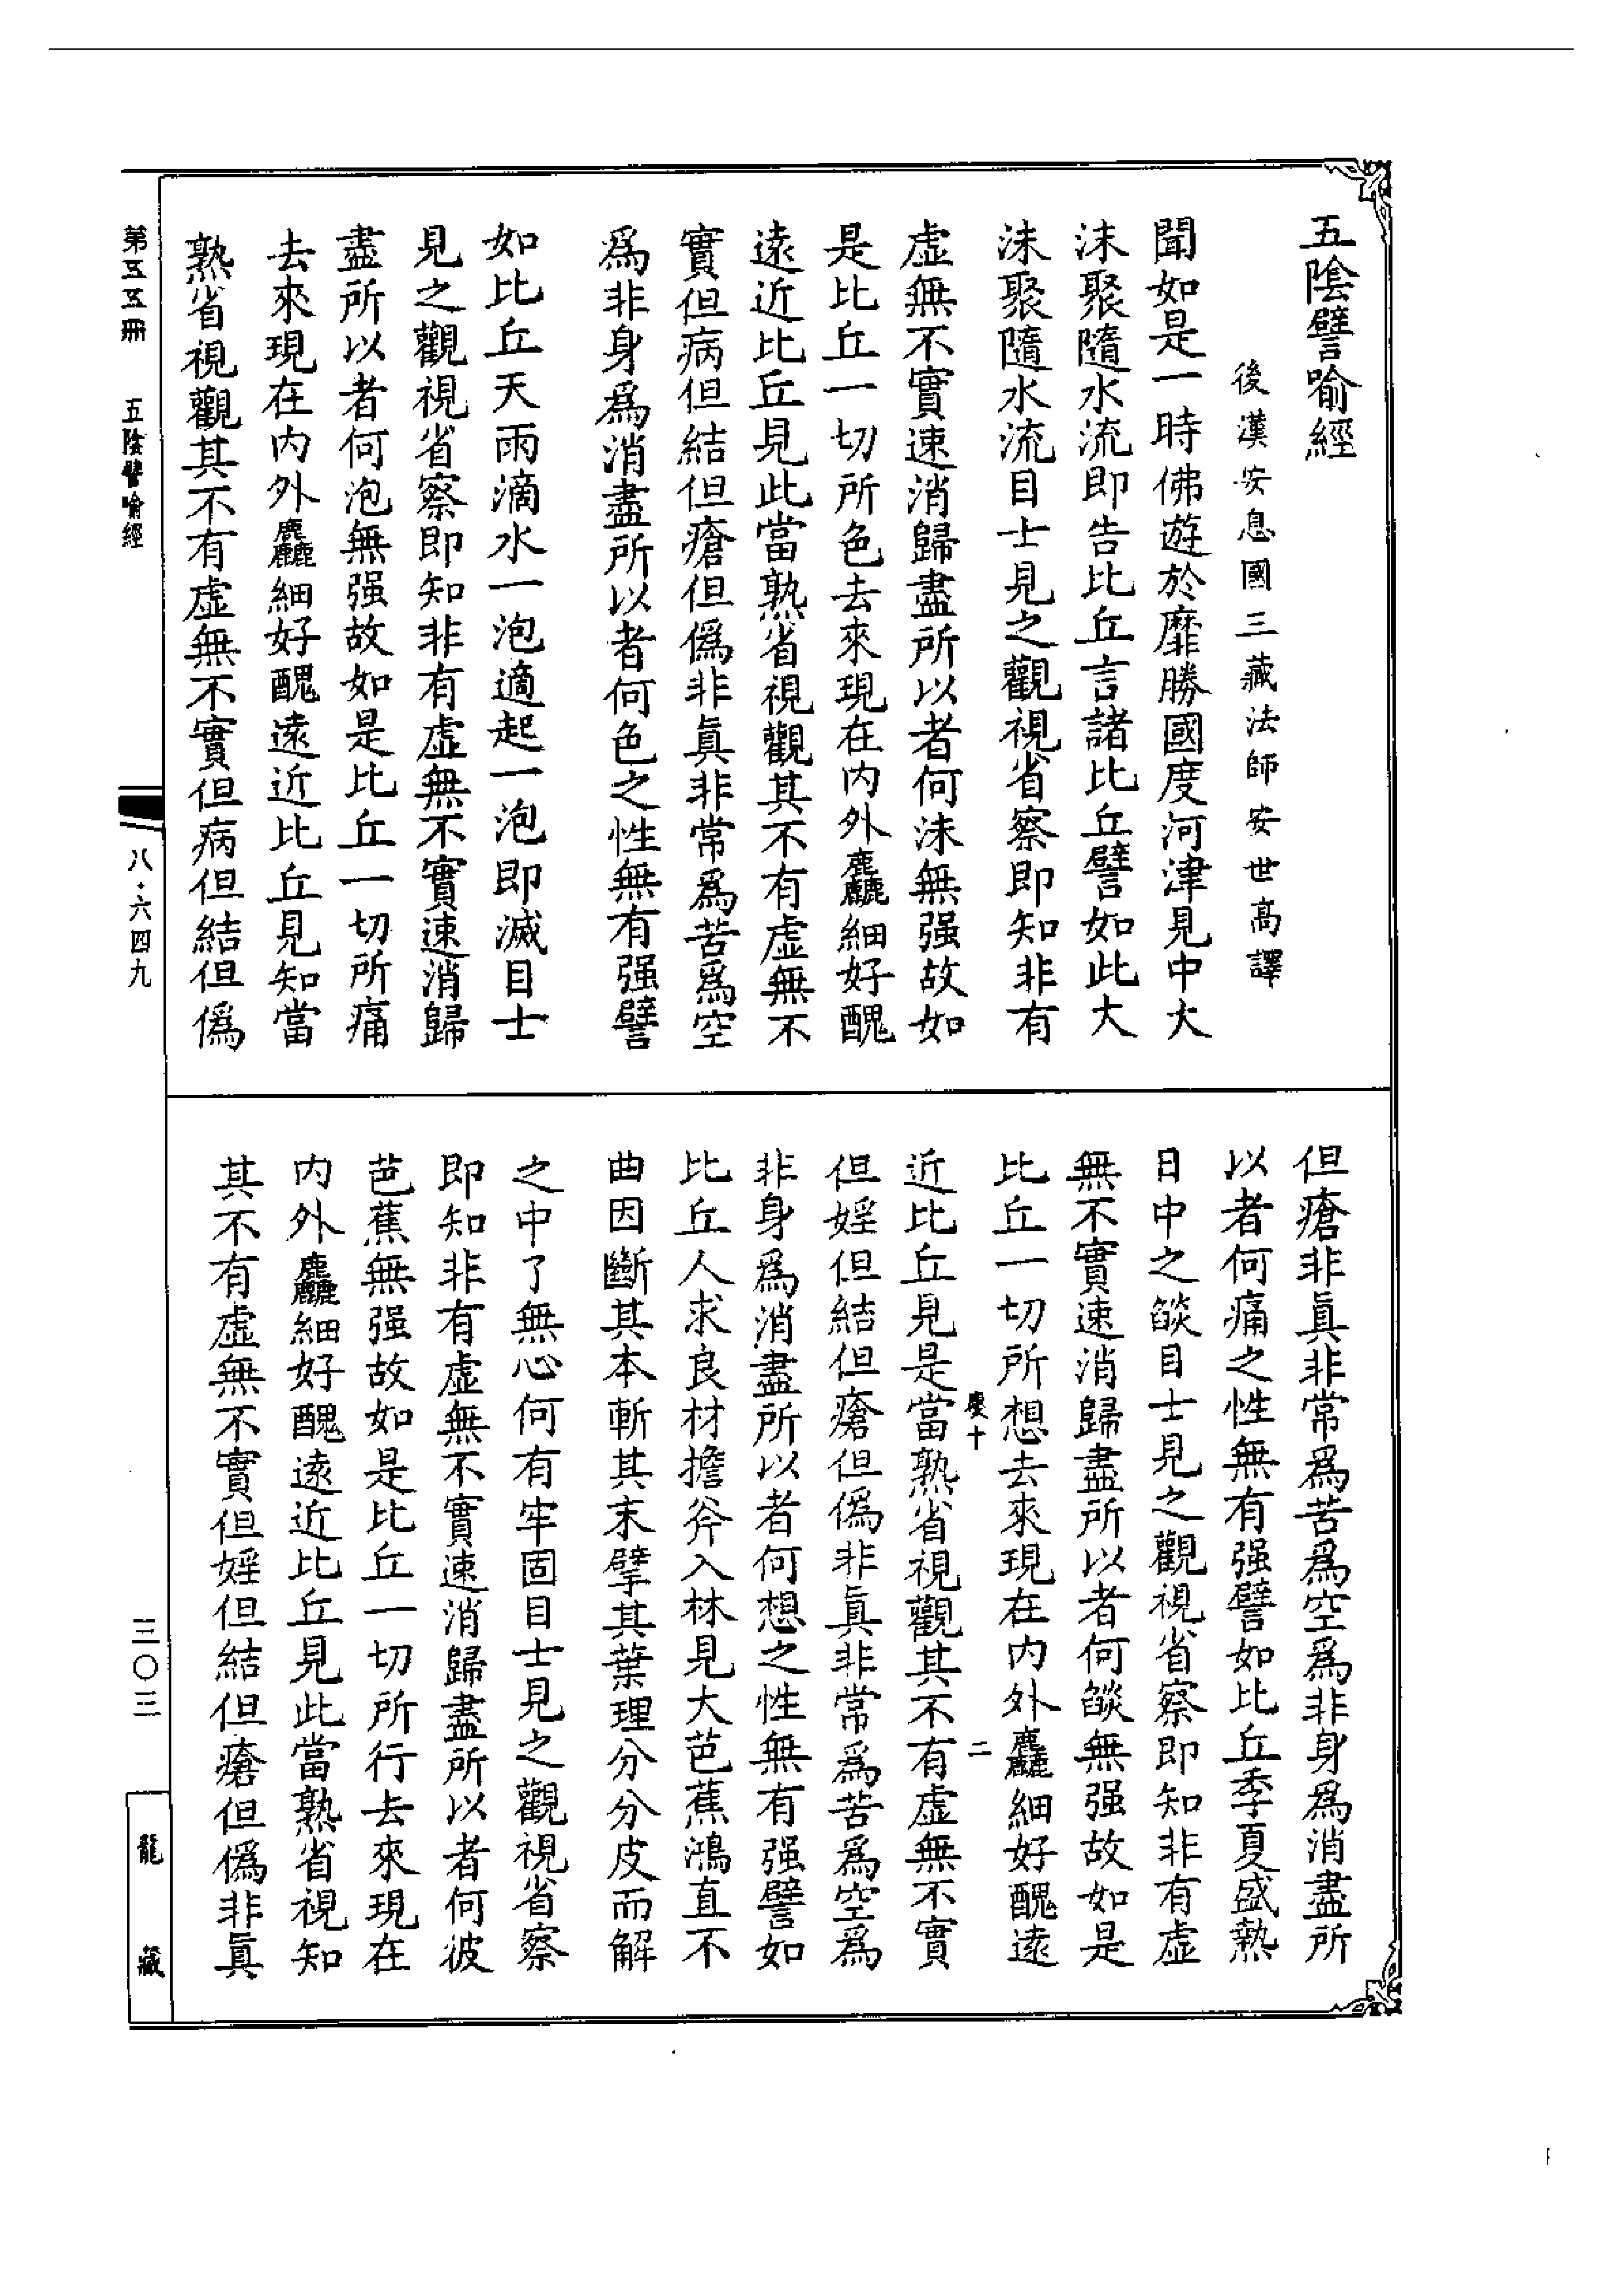 五陰譬喻經
後漢安息國三藏法師安世高譯
聞如是一時佛遊於靡勝國度河津見中大
沫聚隨水流即告比丘言諸比丘譬如此大
沫聚隨水流目士見之觀視省察即知非有
虛無不實速消歸盡所以者何沫無强故如
是比丘一切所色去來現在內外麤細好醜
遠近比丘見此當熟省視觀其不有虛無不
實但病但結但瘡但僞非眞非常爲苦爲空
爲非身爲消盡所以者何色之性無有强譬
如比丘天雨滴水一泡適起一泡即滅目士
見之觀視省察即知非有虛無不實速消歸
盡所以者何泡無强故如是比丘一切所痛
去來現在內外麤細好醜遠近比丘見知當
熟省視觀其不有虛無不實但病但結但僞
但瘡非眞非常爲苦爲空爲非身爲消盡所
以者何痛之性無有强譬如比丘季夏盛熱
日中之燄目士見之觀視省察即知非有虛
無不實速消歸盡所以者何燄無强故如是
比丘一切所想去來現在內外麤細好醜遠
慶十 二
近比丘見是當熟省視觀其不有虛無不實
但婬但結但瘡但僞非眞非常爲苦爲空爲
非身爲消盡所以者何想之性無有强譬如
比丘人求良材擔斧入林見大芭蕉鴻直不
曲因斷其本斬其末擘其葉理分分皮而解
之中了無心何有牢固目士見之觀視省察
即知非有虛無不實速消歸盡所以者何彼
芭蕉無强故如是比丘一切所行去來現在
內外麤細好醜遠近比丘見此當熟省視知
其不有虛無不實但婬但結但瘡但僞非眞
第五五冊 五陰譬喻經
八·六四九
三〇三
龍藏